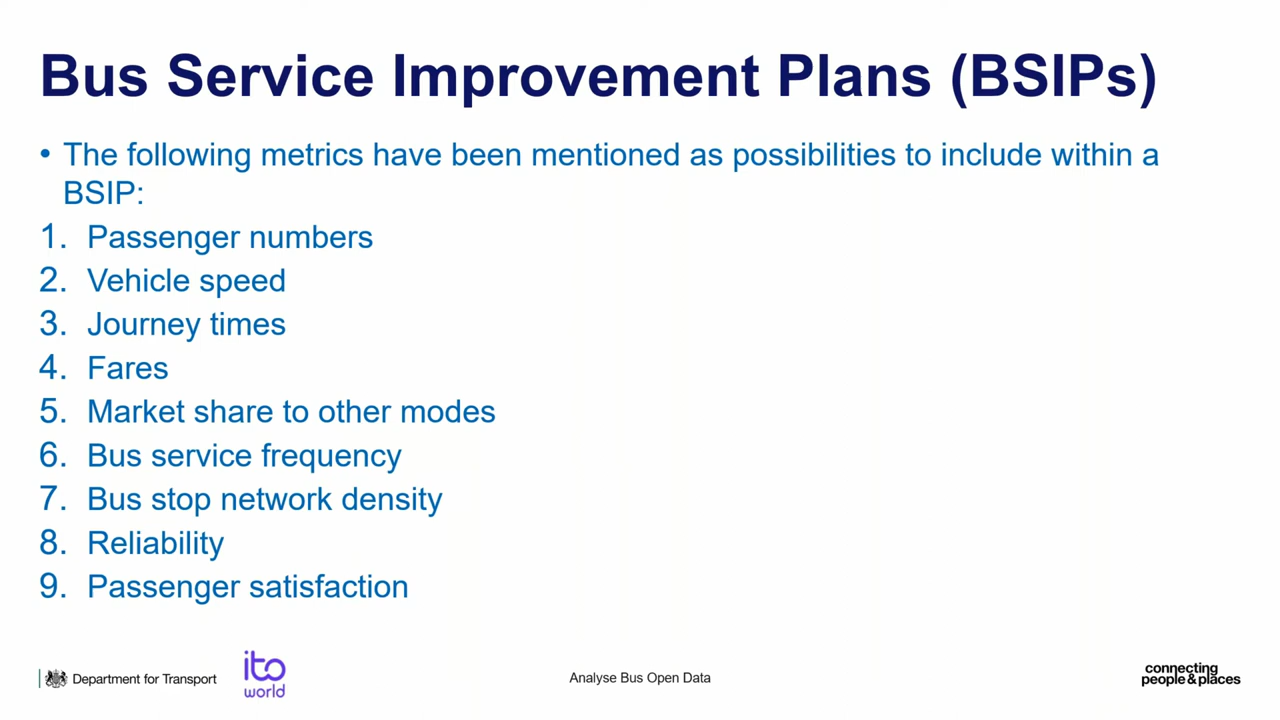 Bus Service Improvement Plans (BSIPs)
• The following metrics have been mentioned as possibilities to include within a
BSIP:
1. Passenger numbers
2. Vehicle speed
3. Journey times
4. Fares
5. Market share to other modes
6. Bus service frequency
7. Bus stop network density
8. Reliability
9. Passenger satisfaction
Department for Transport
ito
world
Analyse Bus Open Data
connecting
people&places